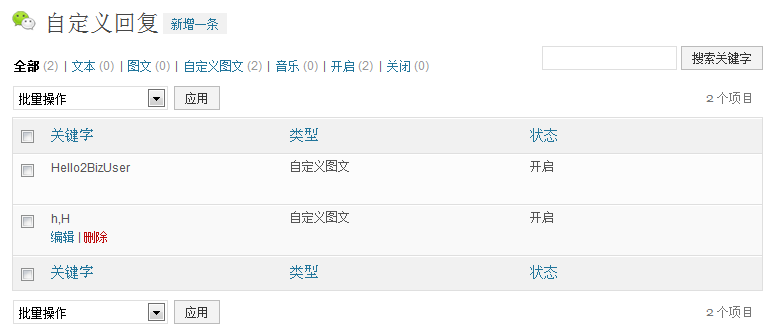 自定义回复 新增一条
全部 (2) | 文本 (0) | 图文 (0) | 自定义图文 (2) | 音乐 (0) | 开启 (2) | 关闭 (0) 搜索关键字
批量操作 应用 2 个项目
关键字 类型 状态
Hello2BizUser 自定义图文 开启
h,H 自定义图文 开启
编辑 | 删除
关键字 类型 状态
批量操作 应用 2 个项目